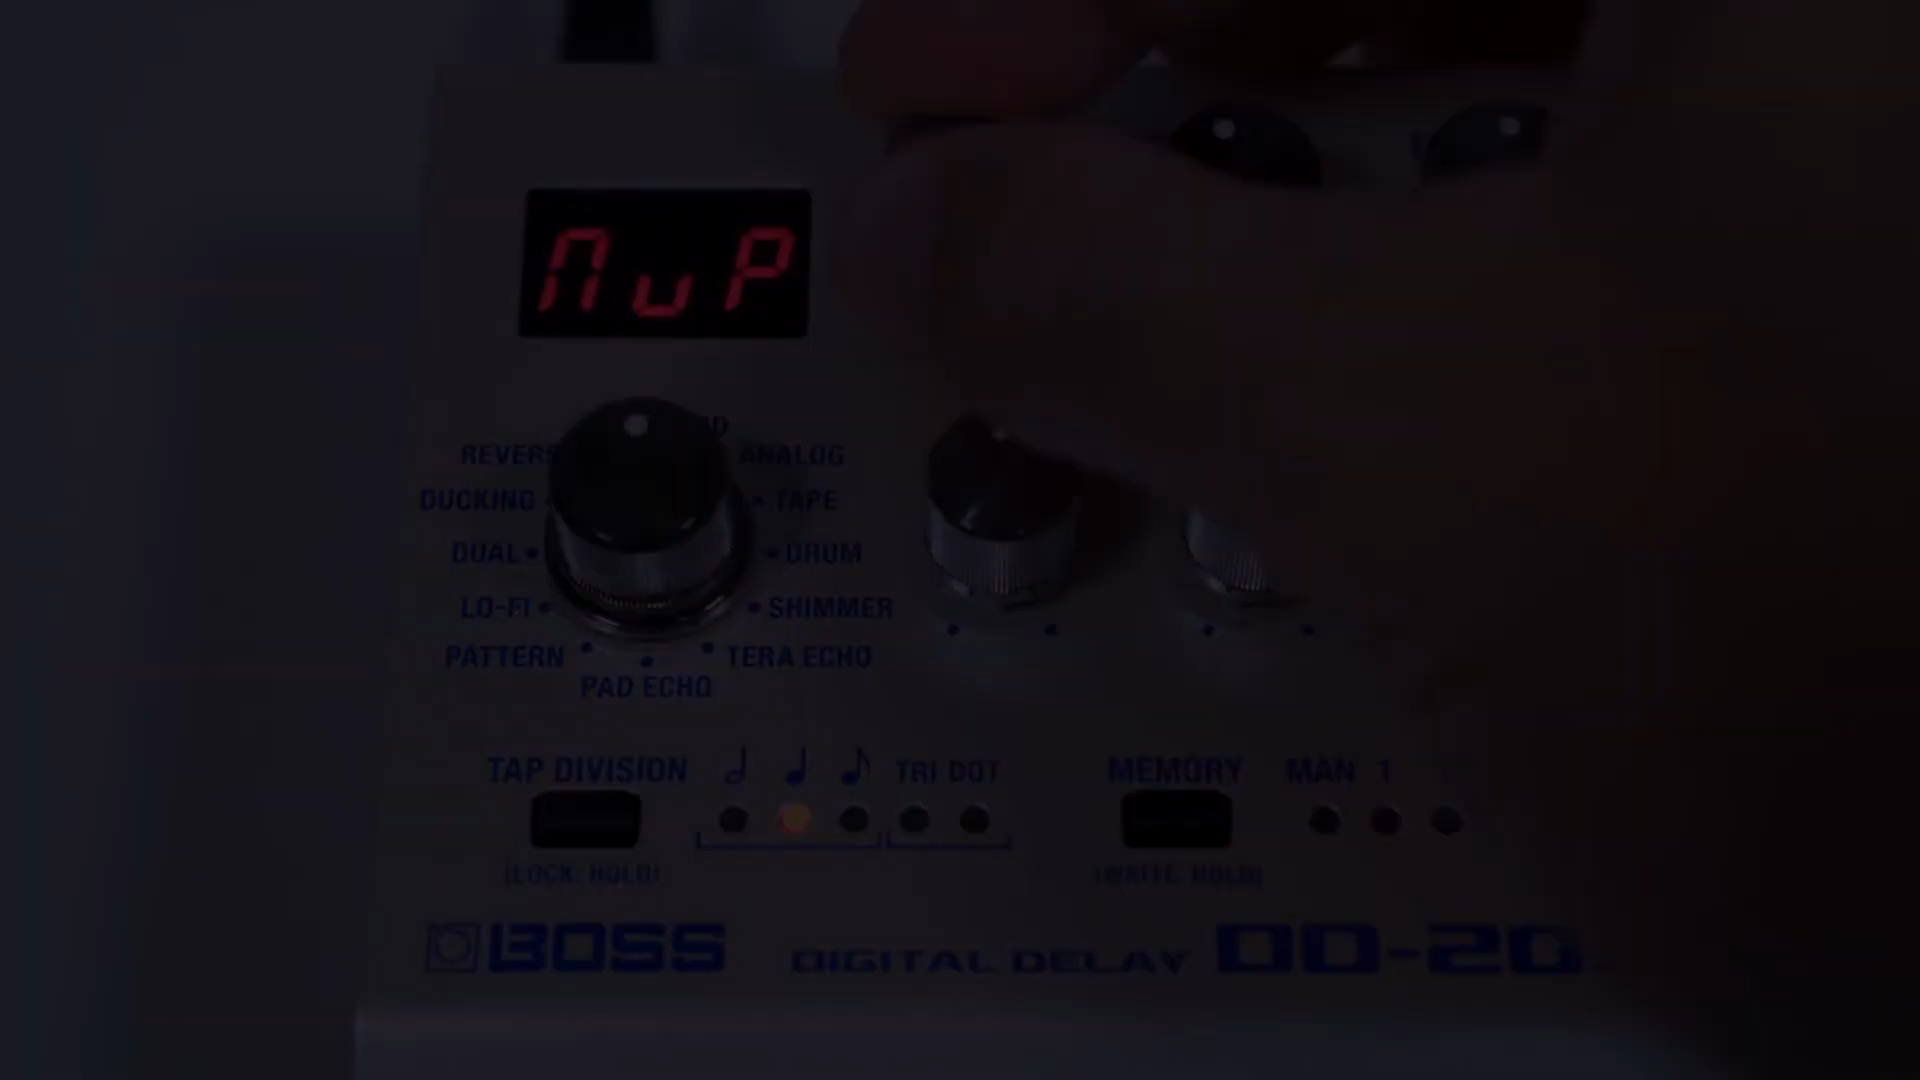 MuP
REVERS
ANALOG
DUCKING
TAPE
DUAL
DRUM
LO-FI
SHIMMER
PATTERN
TERA ECHO
PAD ECHO
TAP DIVISION
TRI DOT
MEMORY
MAN 1
(LOCK: HOLD)
(WRITE: HOLD)
BOSS
DIGITAL DELAY
DD-20